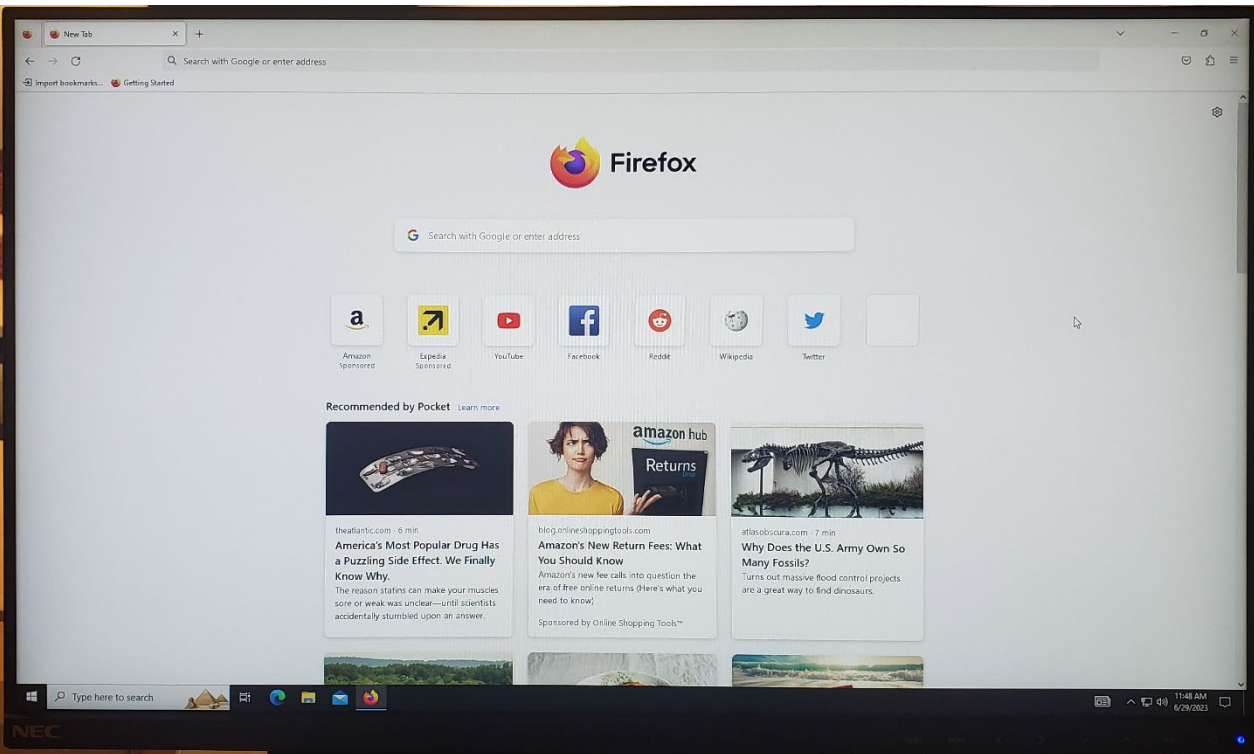 New Tab
Search with Google or enter address
Import bookmarks... Getting Started
Firefox
Search with Google or enter address
a
Amazon
Sponsored
Expedia
Sponsored
YouTube
Facebook
Reddit
Wikipedia
Twitter
Recommended by Pocket Learn more
theatlantic.com · 6 min
America's Most Popular Drug Has
a Puzzling Side Effect. We Finally
Know Why.
The reason statins can make your muscles
sore or weak was unclear—until scientists
accidentally stumbled upon an answer.
amazon hub
Returns
Drop
blog.onlineshoppingtools.com
Amazon's New Return Fees: What
You Should Know
Amazon's new fee calls into question the
era of free online returns (Here's what you
need to know)
Sponsored by Online Shopping Tools™
atlasobscura.com · 7 min
Why Does the U.S. Army Own So
Many Fossils?
Turns out massive flood control projects
are a great way to find dinosaurs.
Type here to search
11:48 AM
6/29/2023
NEC